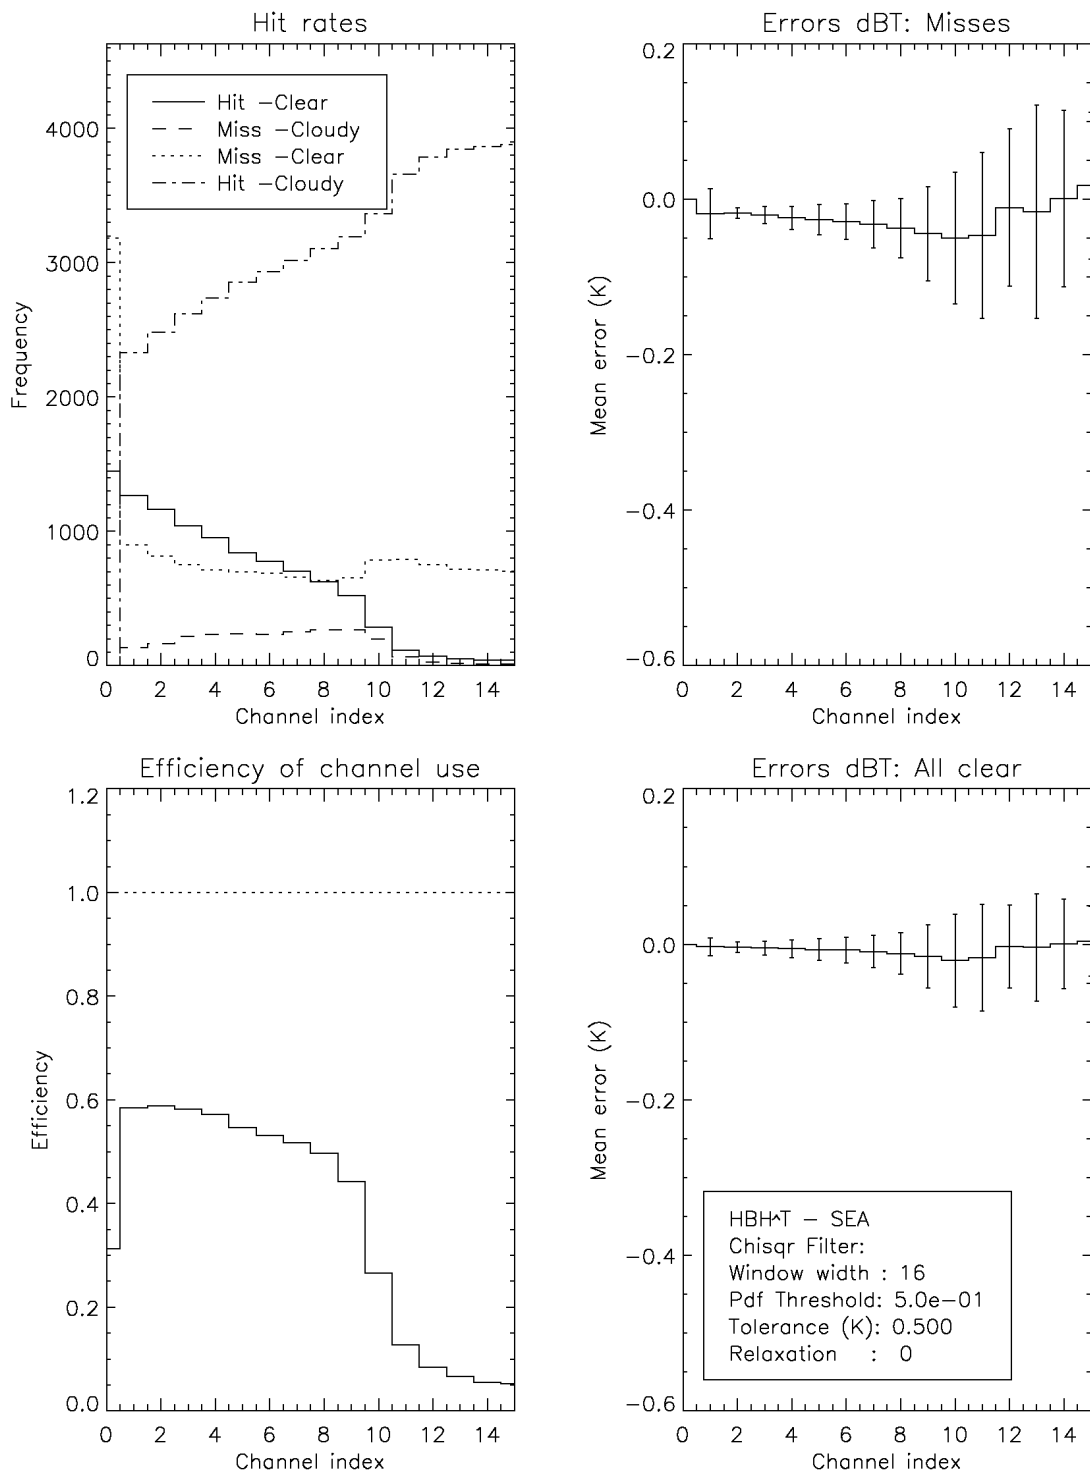 Hit rates
4000
3000
2000
1000
0
Frequency
Hit –Clear
Miss –Cloudy
Miss –Clear
Hit –Cloudy
0 2 4 6 8 10 12 14
Channel index
Errors dBT: Misses
0.2
0.0
–0.2
–0.4
–0.6
Mean error (K)
0 2 4 6 8 10 12 14
Channel index
Efficiency of channel use
1.2
1.0
0.8
0.6
0.4
0.2
0.0
Efficiency
0 2 4 6 8 10 12 14
Channel index
Errors dBT: All clear
0.2
0.0
–0.2
–0.4
–0.6
Mean error (K)
HBH^T – SEA
Chisqr Filter:
Window width : 16
Pdf Threshold: 5.0e–01
Tolerance (K): 0.500
Relaxation : 0
0 2 4 6 8 10 12 14
Channel index